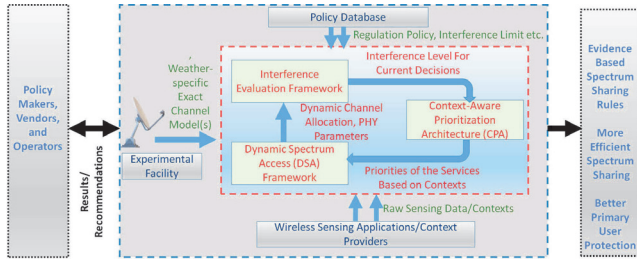 Policy Database
Regulation Policy, Interference Limit etc.
Policy
Makers,
Vendors,
and
Operators
Results/
Recommendations
,
Weather-
specific
Exact
Channel
Model(s)
Experimental
Facility
Interference
Evaluation Framework
Interference Level For
Current Decisions
Dynamic Channel
Allocation, PHY
Parameters
Context-Aware
Prioritization
Architecture (CPA)
Dynamic Spectrum
Access (DSA)
Framework
Priorities of the Services
Based on Contexts
Raw Sensing Data/Contexts
Wireless Sensing Applications/Context
Providers
Evidence
Based
Spectrum
Sharing
Rules
More
Efficient
Spectrum
Sharing
Better
Primary
User
Protection